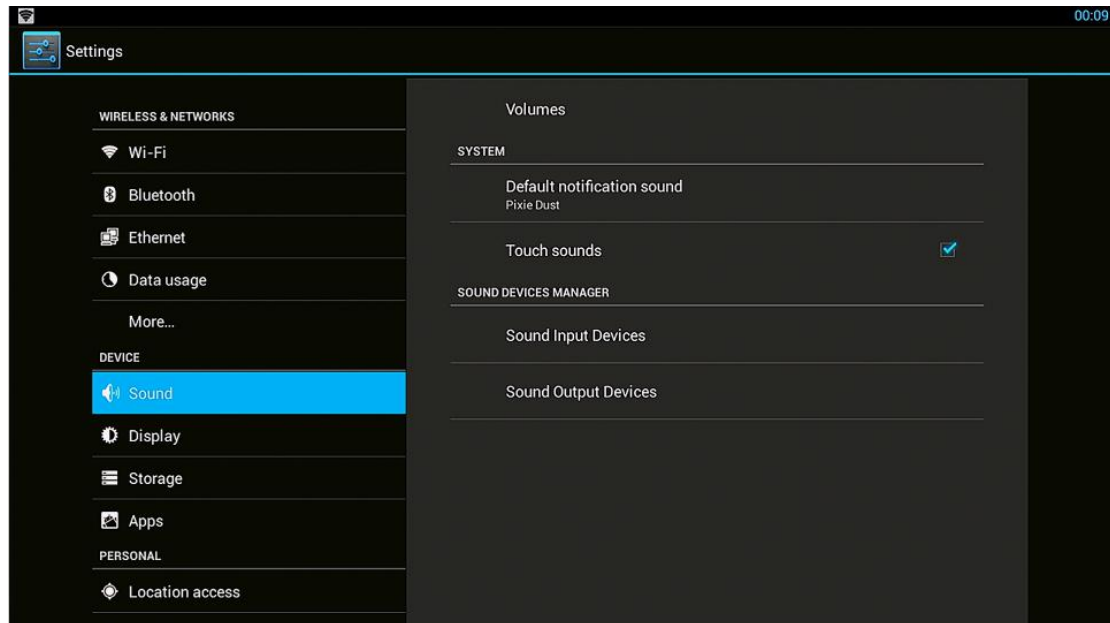 00:09
Settings
WIRELESS & NETWORKS
Wi-Fi
Bluetooth
Ethernet
Data usage
More...
DEVICE
Sound
Display
Storage
Apps
PERSONAL
Location access
Volumes
SYSTEM
Default notification sound
Pixie Dust
Touch sounds
SOUND DEVICES MANAGER
Sound Input Devices
Sound Output Devices